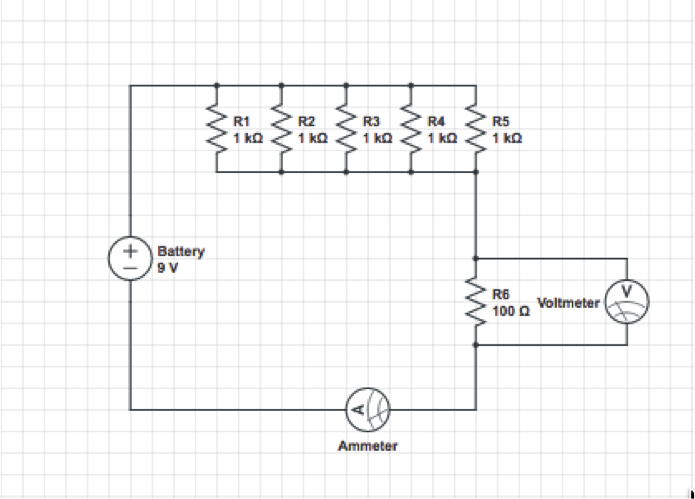 R1
1 kΩ
R2
1 kΩ
R3
1 kΩ
R4
1 kΩ
R5
1 kΩ
+
−
Battery
9 V
R6
100 Ω
Voltmeter
V
A
Ammeter